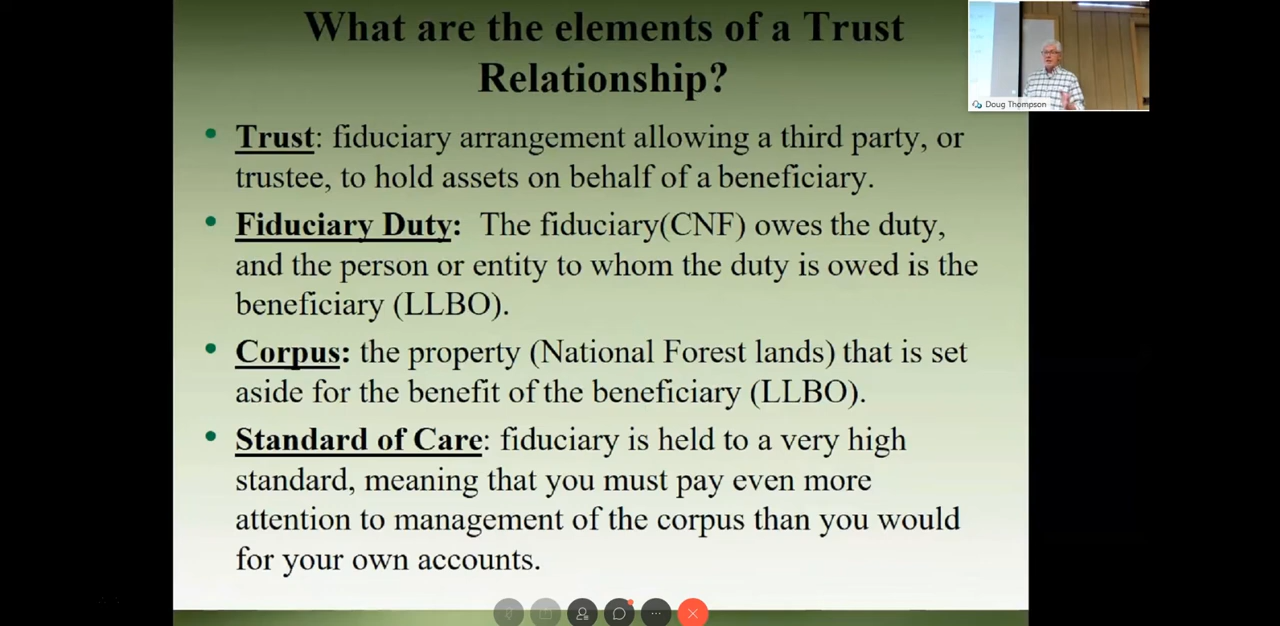 What are the elements of a Trust
Relationship?
Doug Thompson
• Trust: fiduciary arrangement allowing a third party, or
trustee, to hold assets on behalf of a beneficiary.
• Fiduciary Duty:  The fiduciary(CNF) owes the duty,
and the person or entity to whom the duty is owed is the
beneficiary (LLBO).
• Corpus: the property (National Forest lands) that is set
aside for the benefit of the beneficiary (LLBO).
• Standard of Care: fiduciary is held to a very high
standard, meaning that you must pay even more
attention to management of the corpus than you would
for your own accounts.